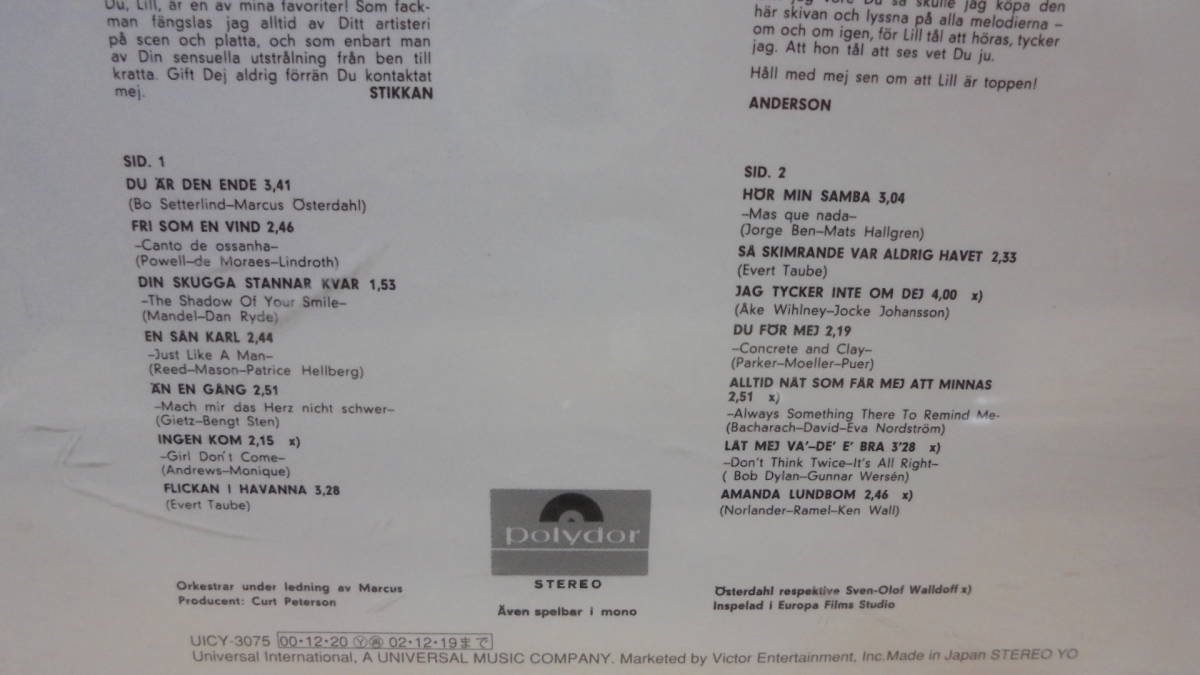 Du, Lill, är en av mina favoriter! Som fack-
man fängslas jag alltid av Ditt artisteri
på scen och platta, och som enbart man
av Din sensuella utstrålning från ben till
kratta. Gift Dej aldrig förrän Du kontaktat
mej. STIKKAN
jag vore Du så skulle jag köpa den
här skivan och lyssna på alla melodierna –
om och om igen, för Lill tål att höras, tycker
jag. Att hon tål att ses vet Du ju.
Håll med mej sen om att Lill är toppen!
ANDERSON
SID. 1
DU ÄR DEN ENDE 3,41
(Bo Setterlind–Marcus Österdahl)
FRI SOM EN VIND 2,46
–Canto de ossanha–
(Powell–de Moraes–Lindroth)
DIN SKUGGA STANNAR KVAR 1,53
–The Shadow Of Your Smile–
(Mandel–Dan Ryde)
EN SÅN KARL 2,44
–Just Like A Man–
(Reed–Mason–Patrice Hellberg)
ÄN EN GÅNG 2,51
–Mach mir das Herz nicht schwer–
(Gietz–Bengt Sten)
INGEN KOM 2,15 x)
–Girl Don't Come–
(Andrews–Monique)
FLICKAN I HAVANNA 3,28
(Evert Taube)
SID. 2
HÖR MIN SAMBA 3,04
–Mas que nada–
(Jorge Ben–Mats Hallgren)
SÅ SKIMRANDE VAR ALDRIG HAVET 2,33
(Evert Taube)
JAG TYCKER INTE OM DEJ 4,00 x)
(Åke Wihlney–Jocke Johansson)
DU FÖR MEJ 2,19
–Concrete and Clay–
(Parker–Moeller–Puer)
ALLTID NÅT SOM FÅR MEJ ATT MINNAS
2,51 x)
–Always Something There To Remind Me-
(Bacharach–David–Eva Nordström)
LÅT MEJ VA'–DE' E' BRA 3'28 x)
–Don't Think Twice–It's All Right–
( Bob Dylan–Gunnar Wersén)
AMANDA LUNDBOM 2,46 x)
(Norlander–Ramel–Ken Wall)
polydor
STEREO
Även spelbar i mono
Orkestrar under ledning av Marcus
Producent: Curt Peterson
Österdahl respektive Sven-Olof Walldoff x)
Inspelad i Europa Films Studio
UICY-3075 00・12・20 Ⓨ㊞ 02・12・19まで
Universal International, A UNIVERSAL MUSIC COMPANY. Marketed by Victor Entertainment, Inc.Made in Japan STEREO YO